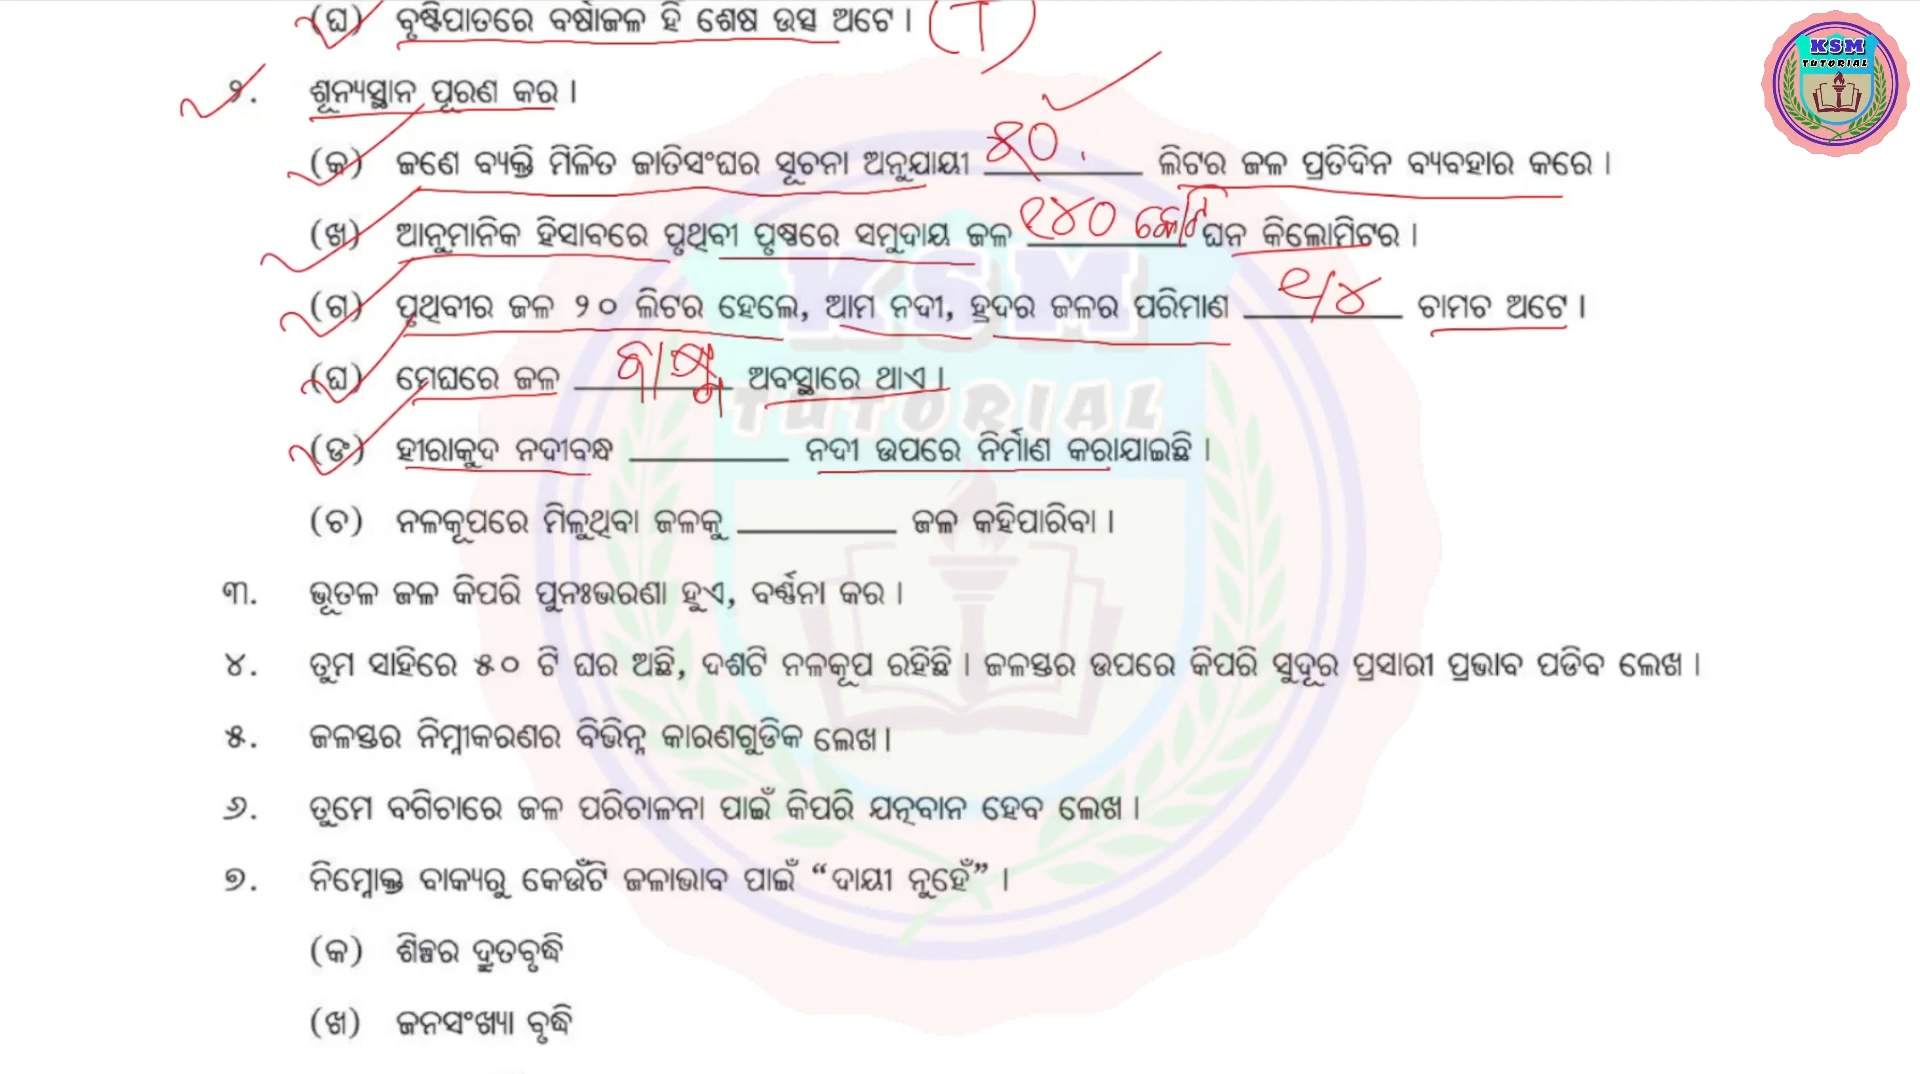 (ଘ) ବୃଷ୍ଟିପାତରେ ବର୍ଷାଜଳ ହିଁ ଶେଷ ଉତ୍ସ ଅଟେ । (T)
KSM
TUTORIAL
୨. ଶୂନ୍ୟସ୍ଥାନ ପୂରଣ କର ।
(କ) ଜଣେ ବ୍ୟକ୍ତି ମିଳିତ ଜାତିସଂଘର ସୂଚନା ଅନୁଯାୟୀ ୫୦ ଲିଟର ଜଳ ପ୍ରତିଦିନ ବ୍ୟବହାର କରେ ।
(ଖ) ଆନୁମାନିକ ହିସାବରେ ପୃଥିବୀ ପୃଷ୍ଠରେ ସମୁଦାୟ ଜଳ ୧୪୦ କୋଟି ଘନ କିଲୋମିଟର ।
(ଗ) ପୃଥିବୀର ଜଳ ୨୦ ଲିଟର ହେଲେ, ଆମ ନଦୀ, ହ୍ରଦର ଜଳର ପରିମାଣ ୧/୪ ଚାମଚ ଅଟେ ।
(ଘ) ମେଘରେ ଜଳ ବାଷ୍ପ ଅବସ୍ଥାରେ ଥାଏ ।
(ଙ) ହୀରାକୁଦ ନଦୀବନ୍ଧ ________ ନଦୀ ଉପରେ ନିର୍ମାଣ କରାଯାଇଛି ।
(ଚ) ନଳକୂପରେ ମିଳୁଥିବା ଜଳକୁ ________ ଜଳ କହିପାରିବା ।
୩. ଭୂତଳ ଜଳ କିପରି ପୁନଃଭରଣା ହୁଏ, ବର୍ଣ୍ଣନା କର ।
୪. ତୁମ ସାହିରେ ୫୦ ଟି ଘର ଅଛି, ଦଶଟି ନଳକୂପ ରହିଛି । ଜଳସ୍ତର ଉପରେ କିପରି ସୁଦୂର ପ୍ରସାରୀ ପ୍ରଭାବ ପଡିବ ଲେଖ ।
୫. ଜଳସ୍ତର ନିମ୍ନୀକରଣର ବିଭିନ୍ନ କାରଣଗୁଡିକ ଲେଖ ।
୬. ତୁମେ ବଗିଚାରେ ଜଳ ପରିଚାଳନା ପାଇଁ କିପରି ଯତ୍ନବାନ ହେବ ଲେଖ ।
୭. ନିମ୍ନୋକ୍ତ ବାକ୍ୟରୁ କେଉଁଟି ଜଳାଭାବ ପାଇଁ “ଦାୟୀ ନୁହେଁ” ।
(କ) ଶିଳ୍ପର ଦ୍ରୁତବୃଦ୍ଧି
(ଖ) ଜନସଂଖ୍ୟା ବୃଦ୍ଧି
KSM
TUTORIAL